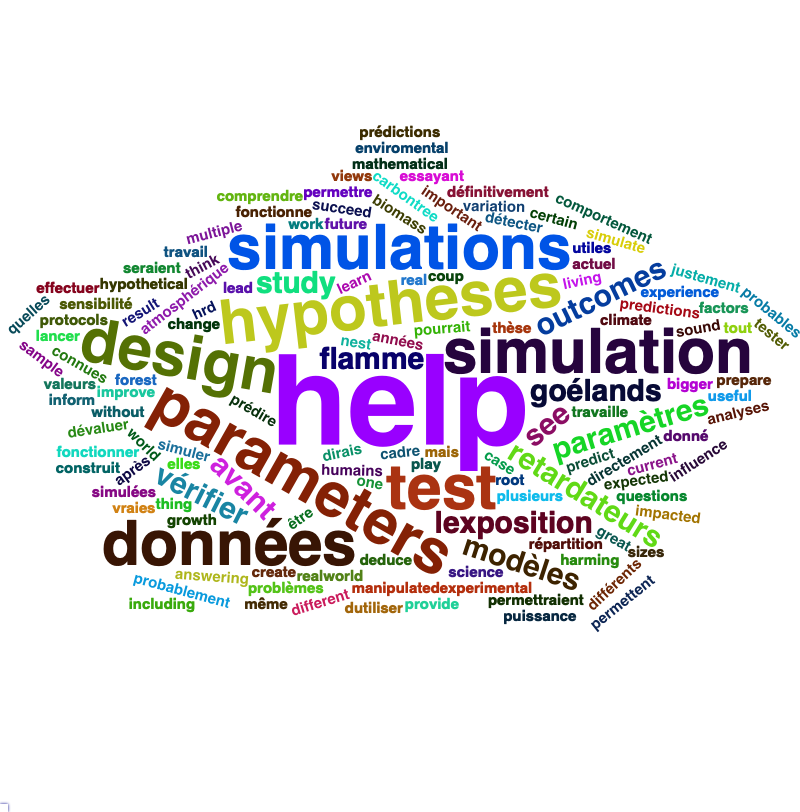 prédictions
enviromental
mathematical
views
essayant
carbontree
comprendre
permettre
important
définitivement
fonctionne
succeed
biomass
variation
comportement
multiple
work
future
détecter
certain
simulate
travail
simulations
utiles
seraient
think
actuel
justement
effectuer
hypothetical
atmosphérique
lead
study
learn
real
coup
living
outcomes
experience
probables
quelles
sensibilité
result
hrd
hypotheses
predictions
factors
protocols
change
pourrait
thèse
climate
sound
tout
tester
lancer
design
nest
années
simulation
sample
connues
flamme
valeurs
forest
help
goélands
bigger
prepare
inform
improve
parameters
prédire
see
travaille
paramètres
useful
without
analyses
dévaluer
world
donné
fonctionner
simuler
dirais
cadre
mais
case
retardateurs
predict
directement
influence
construit
après
elles
avant
humains
play
current
expected
simulées
vérifier
one
test
root
plusieurs
questions
vraies
thing
être
impacted
growth
lexposition
great
données
deduce
modèles
répartition
sizes
harming
answering
create
realworld
science
différents
probablement
problèmes
manipulated
experimental
permettent
including
même
different
dutiliser
provide
permettraient
puissance